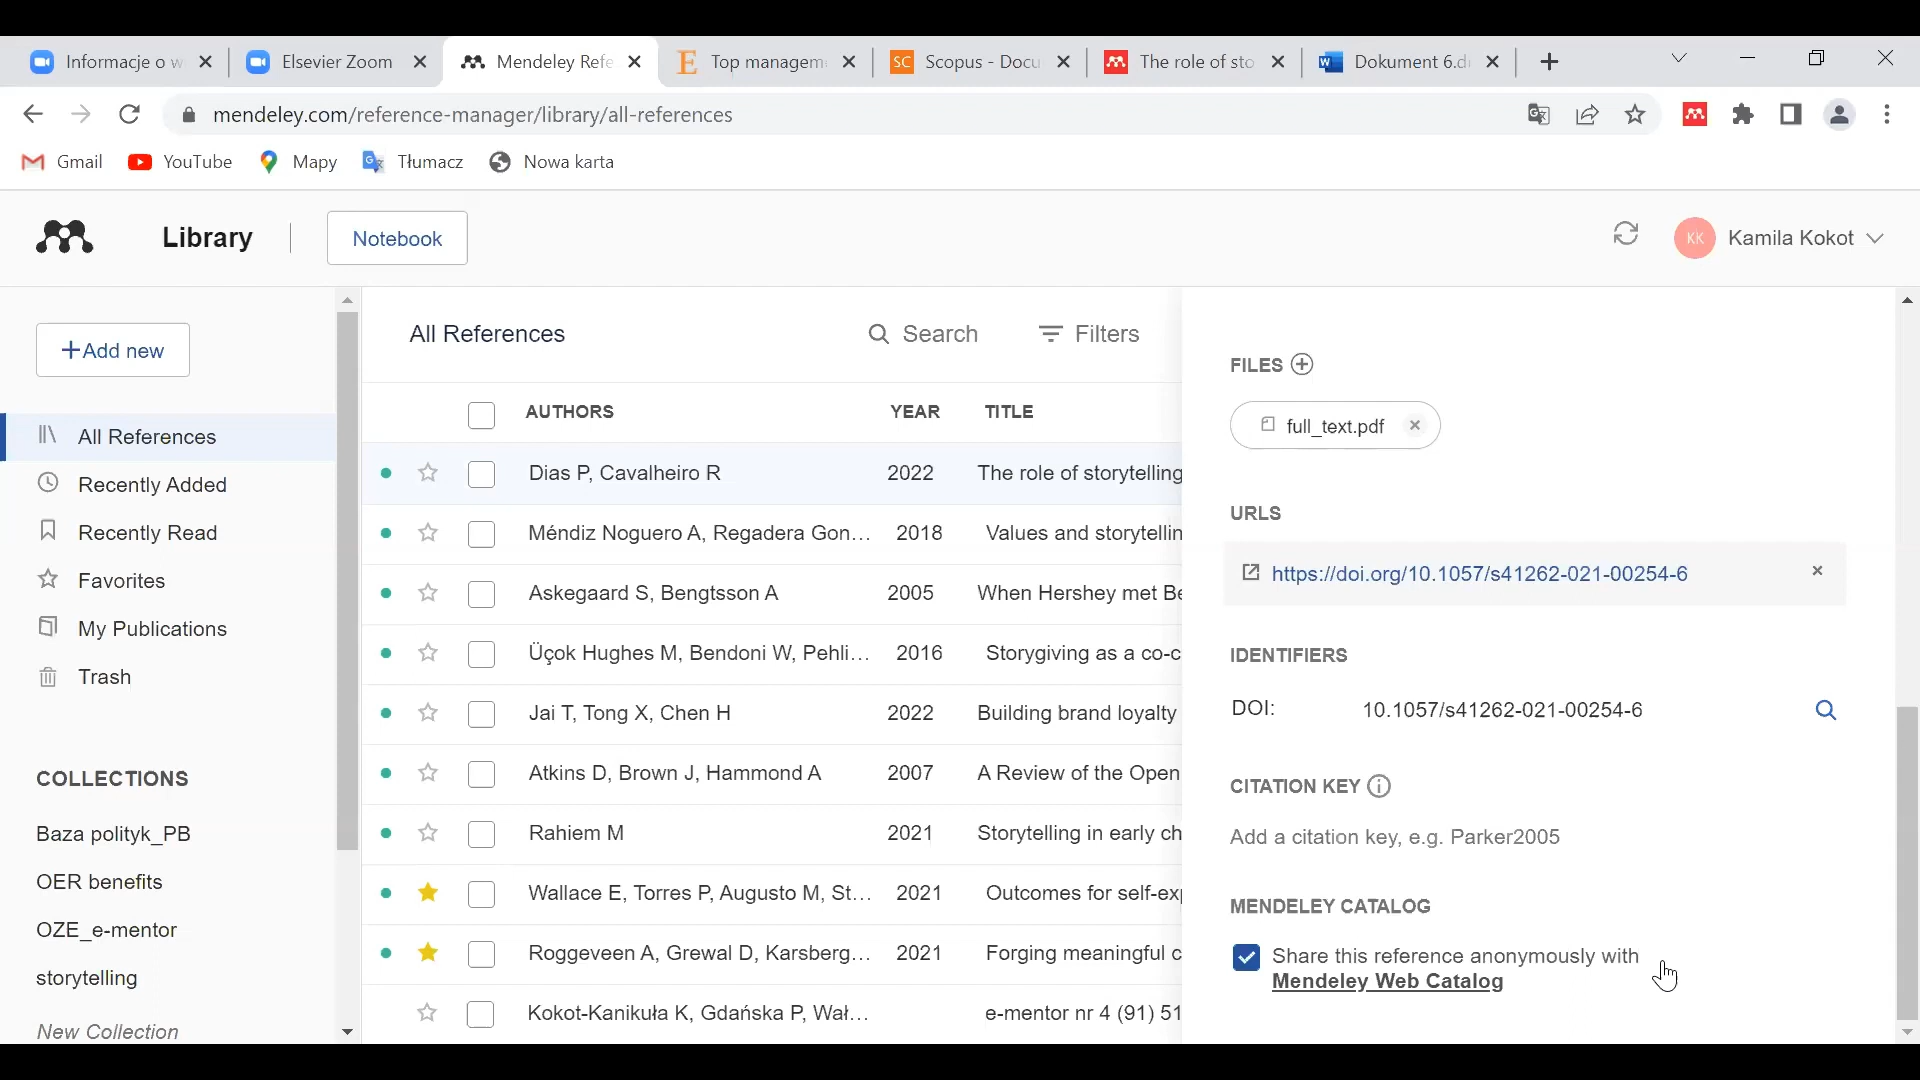 Informacje o w
Elsevier Zoom
Mendeley Refe
Top managem
Scopus - Docu
The role of sto
Dokument 6.d
mendeley.com/reference-manager/library/all-references
Gmail
YouTube
Mapy
Tłumacz
Nowa karta
Library
Notebook
KK
Kamila Kokot
+Add new
All References
Recently Added
Recently Read
Favorites
My Publications
Trash
COLLECTIONS
Baza polityk_PB
OER benefits
OZE_e-mentor
storytelling
New Collection
All References
Search
Filters
AUTHORS YEAR TITLE
Dias P, Cavalheiro R 2022 The role of storytelling
Méndiz Noguero A, Regadera Gon... 2018 Values and storytellin
Askegaard S, Bengtsson A 2005 When Hershey met Be
Üçok Hughes M, Bendoni W, Pehli... 2016 Storygiving as a co-c
Jai T, Tong X, Chen H 2022 Building brand loyalty
Atkins D, Brown J, Hammond A 2007 A Review of the Open
Rahiem M 2021 Storytelling in early ch
Wallace E, Torres P, Augusto M, St... 2021 Outcomes for self-exp
Roggeveen A, Grewal D, Karsberg... 2021 Forging meaningful c
Kokot-Kanikuła K, Gdańska P, Wał... e-mentor nr 4 (91) 51
FILES
full_text.pdf
URLS
https://doi.org/10.1057/s41262-021-00254-6
IDENTIFIERS
DOI: 10.1057/s41262-021-00254-6
CITATION KEY
Add a citation key, e.g. Parker2005
MENDELEY CATALOG
Share this reference anonymously with
Mendeley Web Catalog